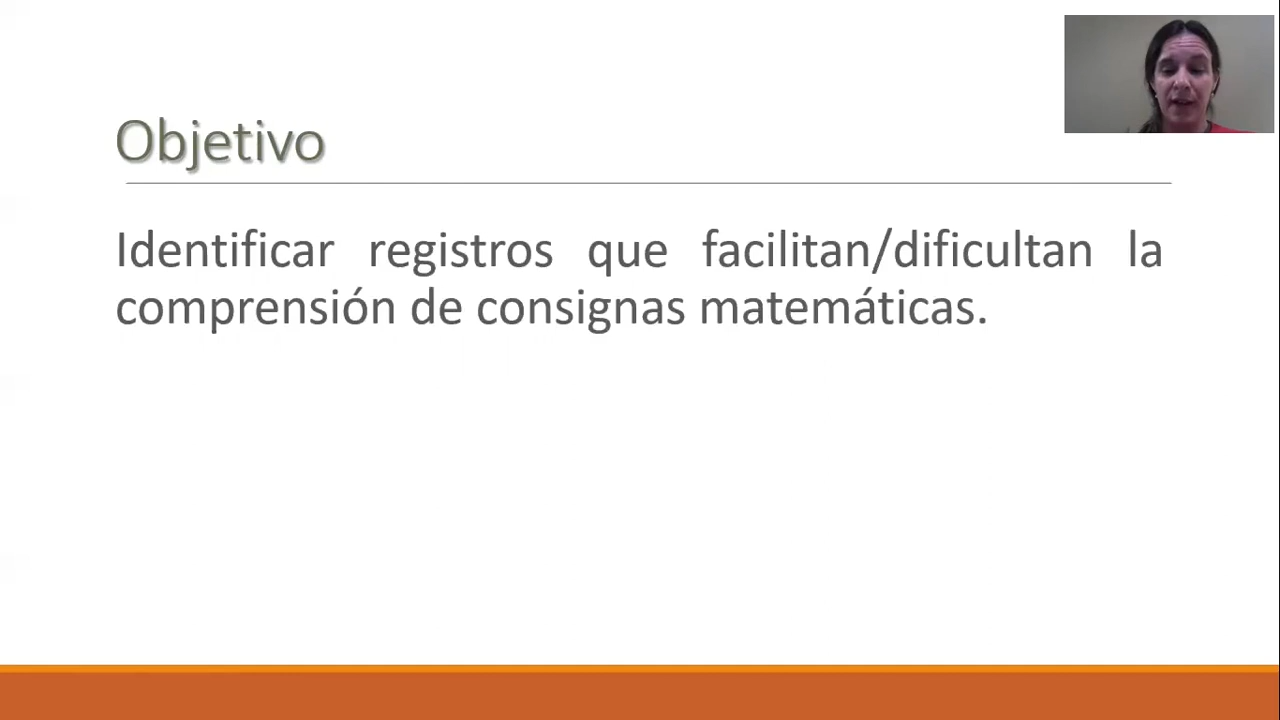 Objetivo
Identificar registros que facilitan/dificultan la
comprensión de consignas matemáticas.